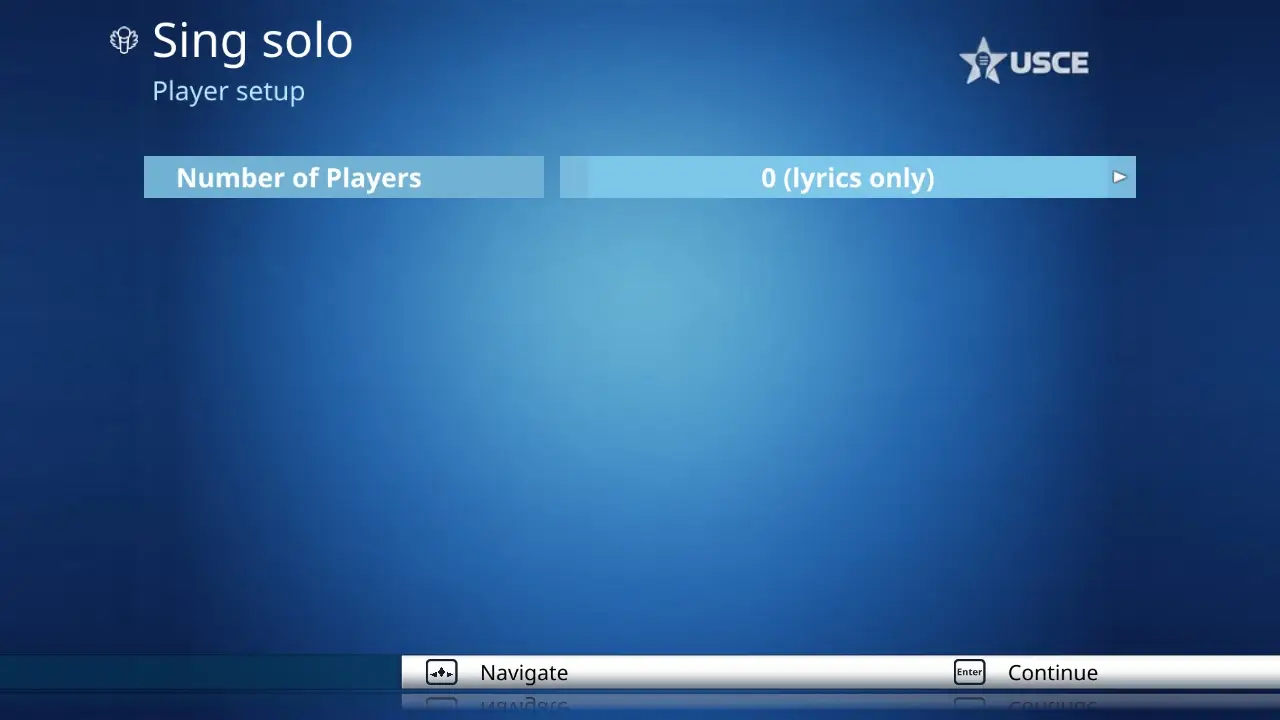 Sing solo
USCE
Player setup
Number of Players
0 (lyrics only)
Navigate
Enter
Continue